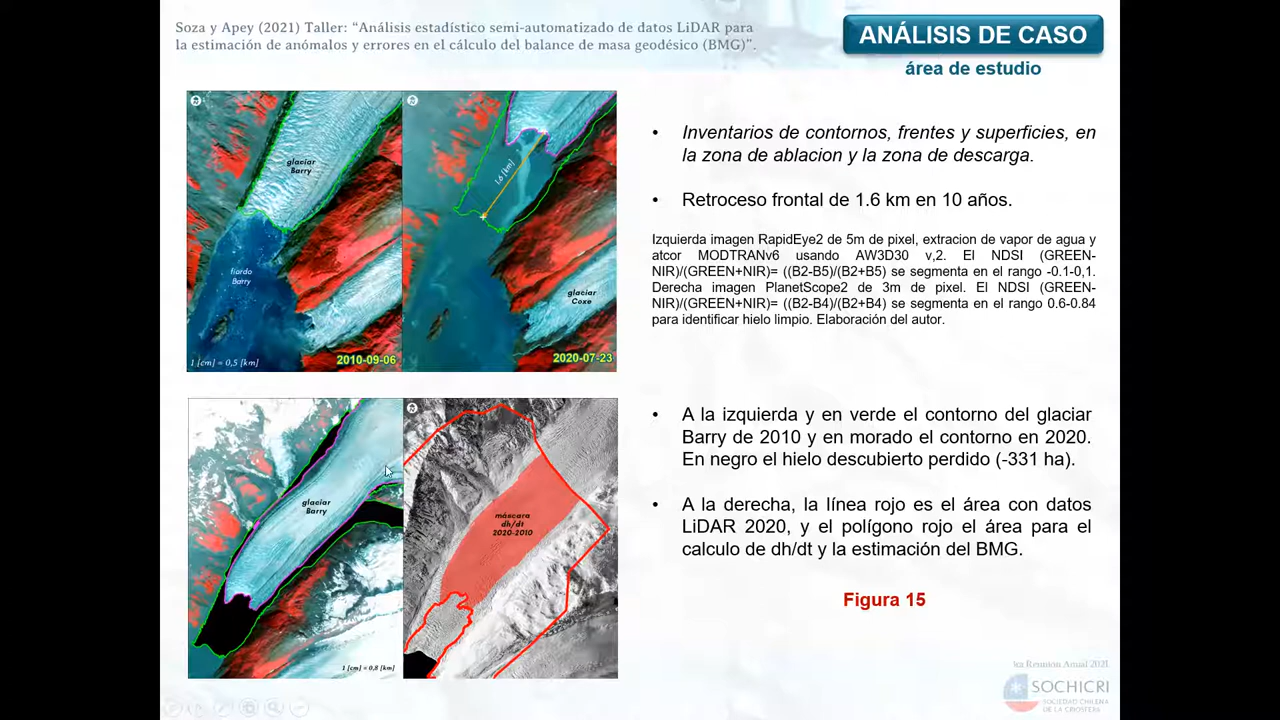 Soza y Apey (2021) Taller: “Análisis estadístico semi-automatizado de datos LiDAR para
la estimación de anómalos y errores en el cálculo del balance de masa geodésico (BMG)”.
ANÁLISIS DE CASO
área de estudio
glaciar
Barry
fiordo
Barry
1 [cm] = 0,5 [km]
2010-09-06
1.6 [km]
glaciar
Coxe
2020-07-23
• Inventarios de contornos, frentes y superficies, en
la zona de ablacion y la zona de descarga.
• Retroceso frontal de 1.6 km en 10 años.
Izquierda imagen RapidEye2 de 5m de pixel, extracion de vapor de agua y
atcor MODTRANv6 usando AW3D30 v,2. El NDSI (GREEN-
NIR)/(GREEN+NIR)= ((B2-B5)/(B2+B5) se segmenta en el rango -0.1-0,1.
Derecha imagen PlanetScope2 de 3m de pixel. El NDSI (GREEN-
NIR)/(GREEN+NIR)= ((B2-B4)/(B2+B4) se segmenta en el rango 0.6-0.84
para identificar hielo limpio. Elaboración del autor.
glaciar
Barry
1 [cm] = 0,8 [km]
máscara
dh/dt
2020-2010
• A la izquierda y en verde el contorno del glaciar
Barry de 2010 y en morado el contorno en 2020.
En negro el hielo descubierto perdido (-331 ha).
• A la derecha, la línea rojo es el área con datos
LiDAR 2020, y el polígono rojo el área para el
calculo de dh/dt y la estimación del BMG.
Figura 15
Reunión Anual 2021
SOCHICRI
SOCIEDAD CHILENA
DE LA CRIÓSFERA